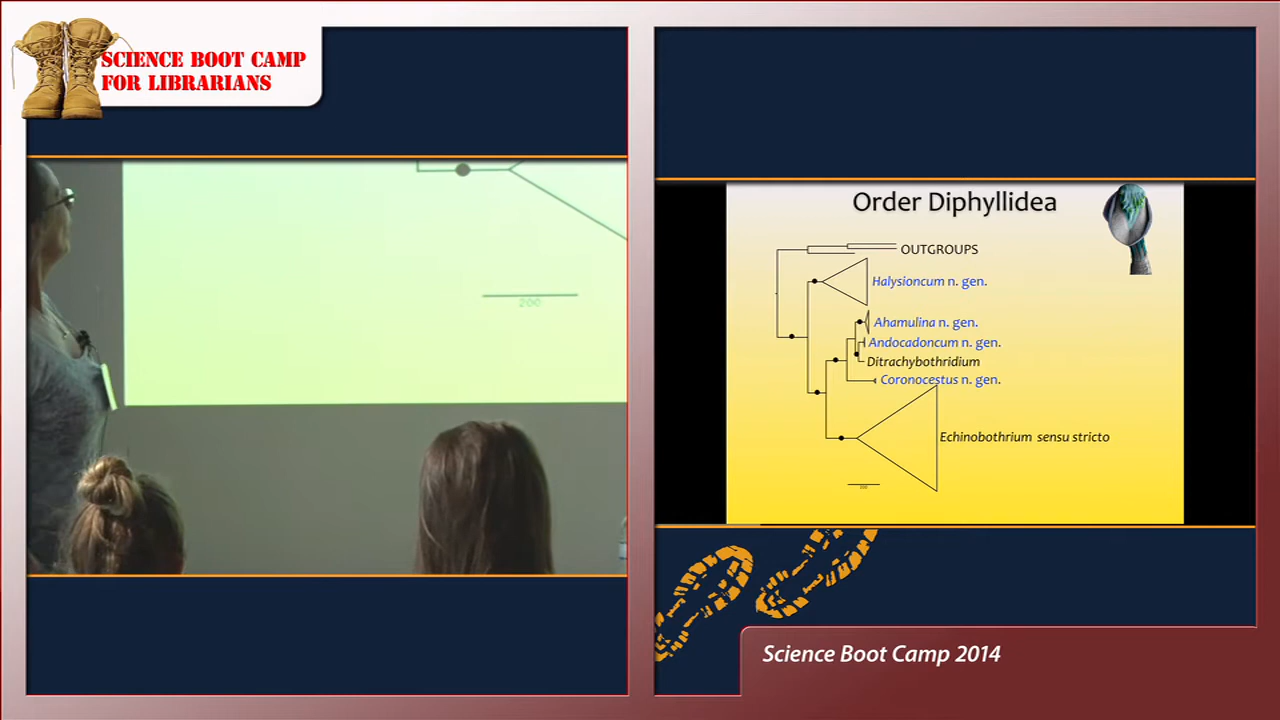 SCIENCE BOOT CAMP
FOR LIBRARIANS
200
Order Diphyllidea
OUTGROUPS
Halysioncum n. gen.
Ahamulina n. gen.
Andocadoncum n. gen.
Ditrachybothridium
Coronocestus n. gen.
Echinobothrium sensu stricto
Science Boot Camp 2014